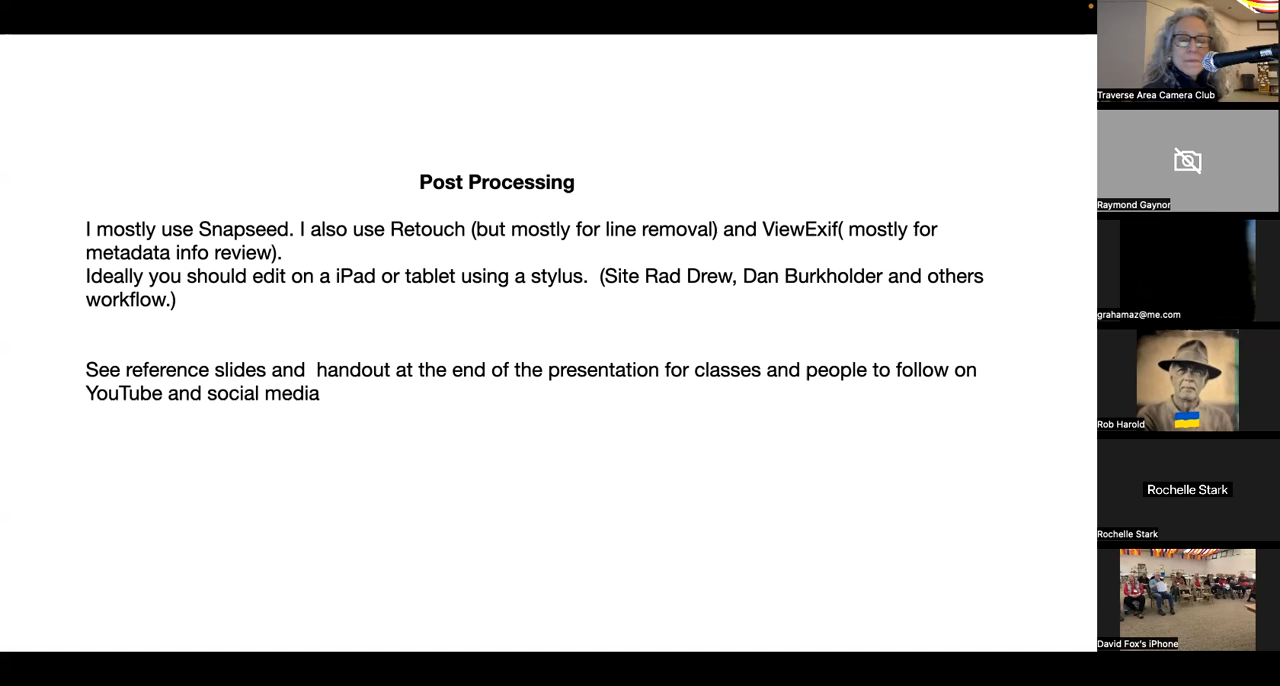 Post Processing
I mostly use Snapseed. I also use Retouch (but mostly for line removal) and ViewExif( mostly for
metadata info review).
Ideally you should edit on a iPad or tablet using a stylus.  (Site Rad Drew, Dan Burkholder and others
workflow.)
See reference slides and  handout at the end of the presentation for classes and people to follow on
YouTube and social media
Traverse Area Camera Club
Raymond Gaynor
grahamaz@me.com
Rob Harold
Rochelle Stark
Rochelle Stark
David Fox's iPhone